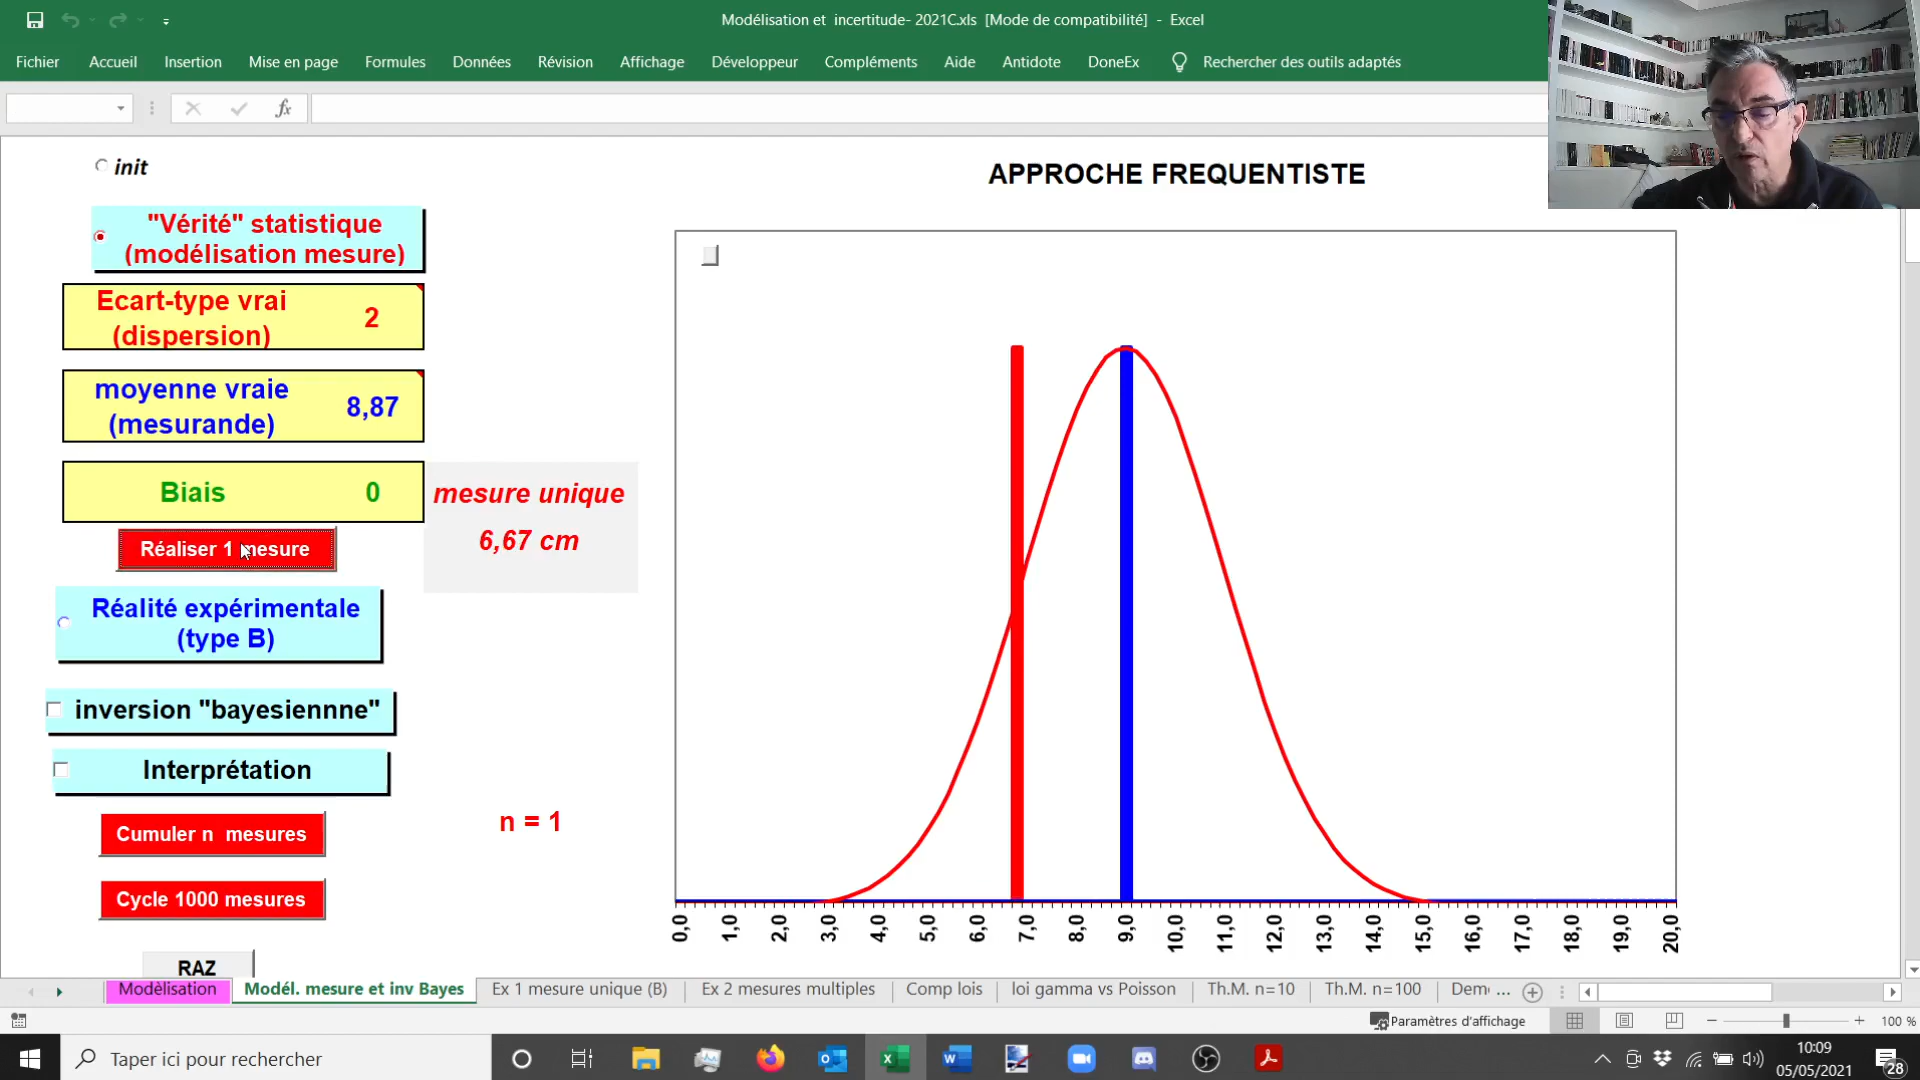 Modélisation et  incertitude- 2021C.xls  [Mode de compatibilité]  -  Excel
Fichier Accueil Insertion Mise en page Formules Données Révision Affichage Développeur Compléments Aide Antidote DoneEx Rechercher des outils adaptés
fx
init
APPROCHE FREQUENTISTE
"Vérité" statistique
(modélisation mesure)
Ecart-type vrai
(dispersion)
2
moyenne vraie
(mesurande)
8,87
Biais 0
mesure unique
6,67 cm
Réaliser 1 mesure
Réalité expérimentale
(type B)
inversion "bayesiennne"
Interprétation
n = 1
Cumuler n  mesures
Cycle 1000 mesures
RAZ
0,0 1,0 2,0 3,0 4,0 5,0 6,0 7,0 8,0 9,0 10,0 11,0 12,0 13,0 14,0 15,0 16,0 17,0 18,0 19,0 20,
Modèlisation Modél. mesure et inv Bayes Ex 1 mesure unique (B) Ex 2 mesures multiples Comp lois loi gamma vs Poisson Th.M. n=10 Th.M. n=100 Dem ...
Paramètres d'affichage 100 %
Taper ici pour rechercher
10:09
05/05/2021
28